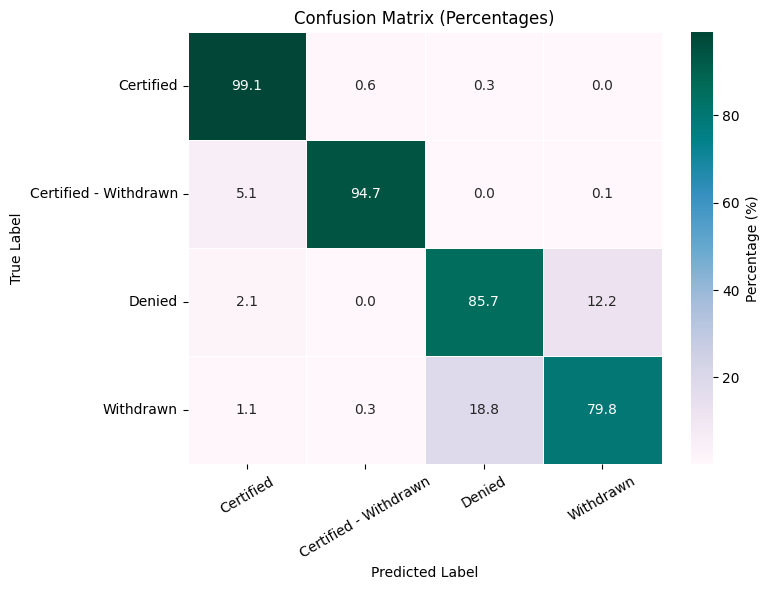 Confusion Matrix (Percentages)
True Label
Certified
99.1 0.6 0.3 0.0
Certified - Withdrawn
5.1 94.7 0.0 0.1
Denied
2.1 0.0 85.7 12.2
Withdrawn
1.1 0.3 18.8 79.8
Certified
Certified - Withdrawn
Denied
Withdrawn
Predicted Label
80
60
40
20
Percentage (%)